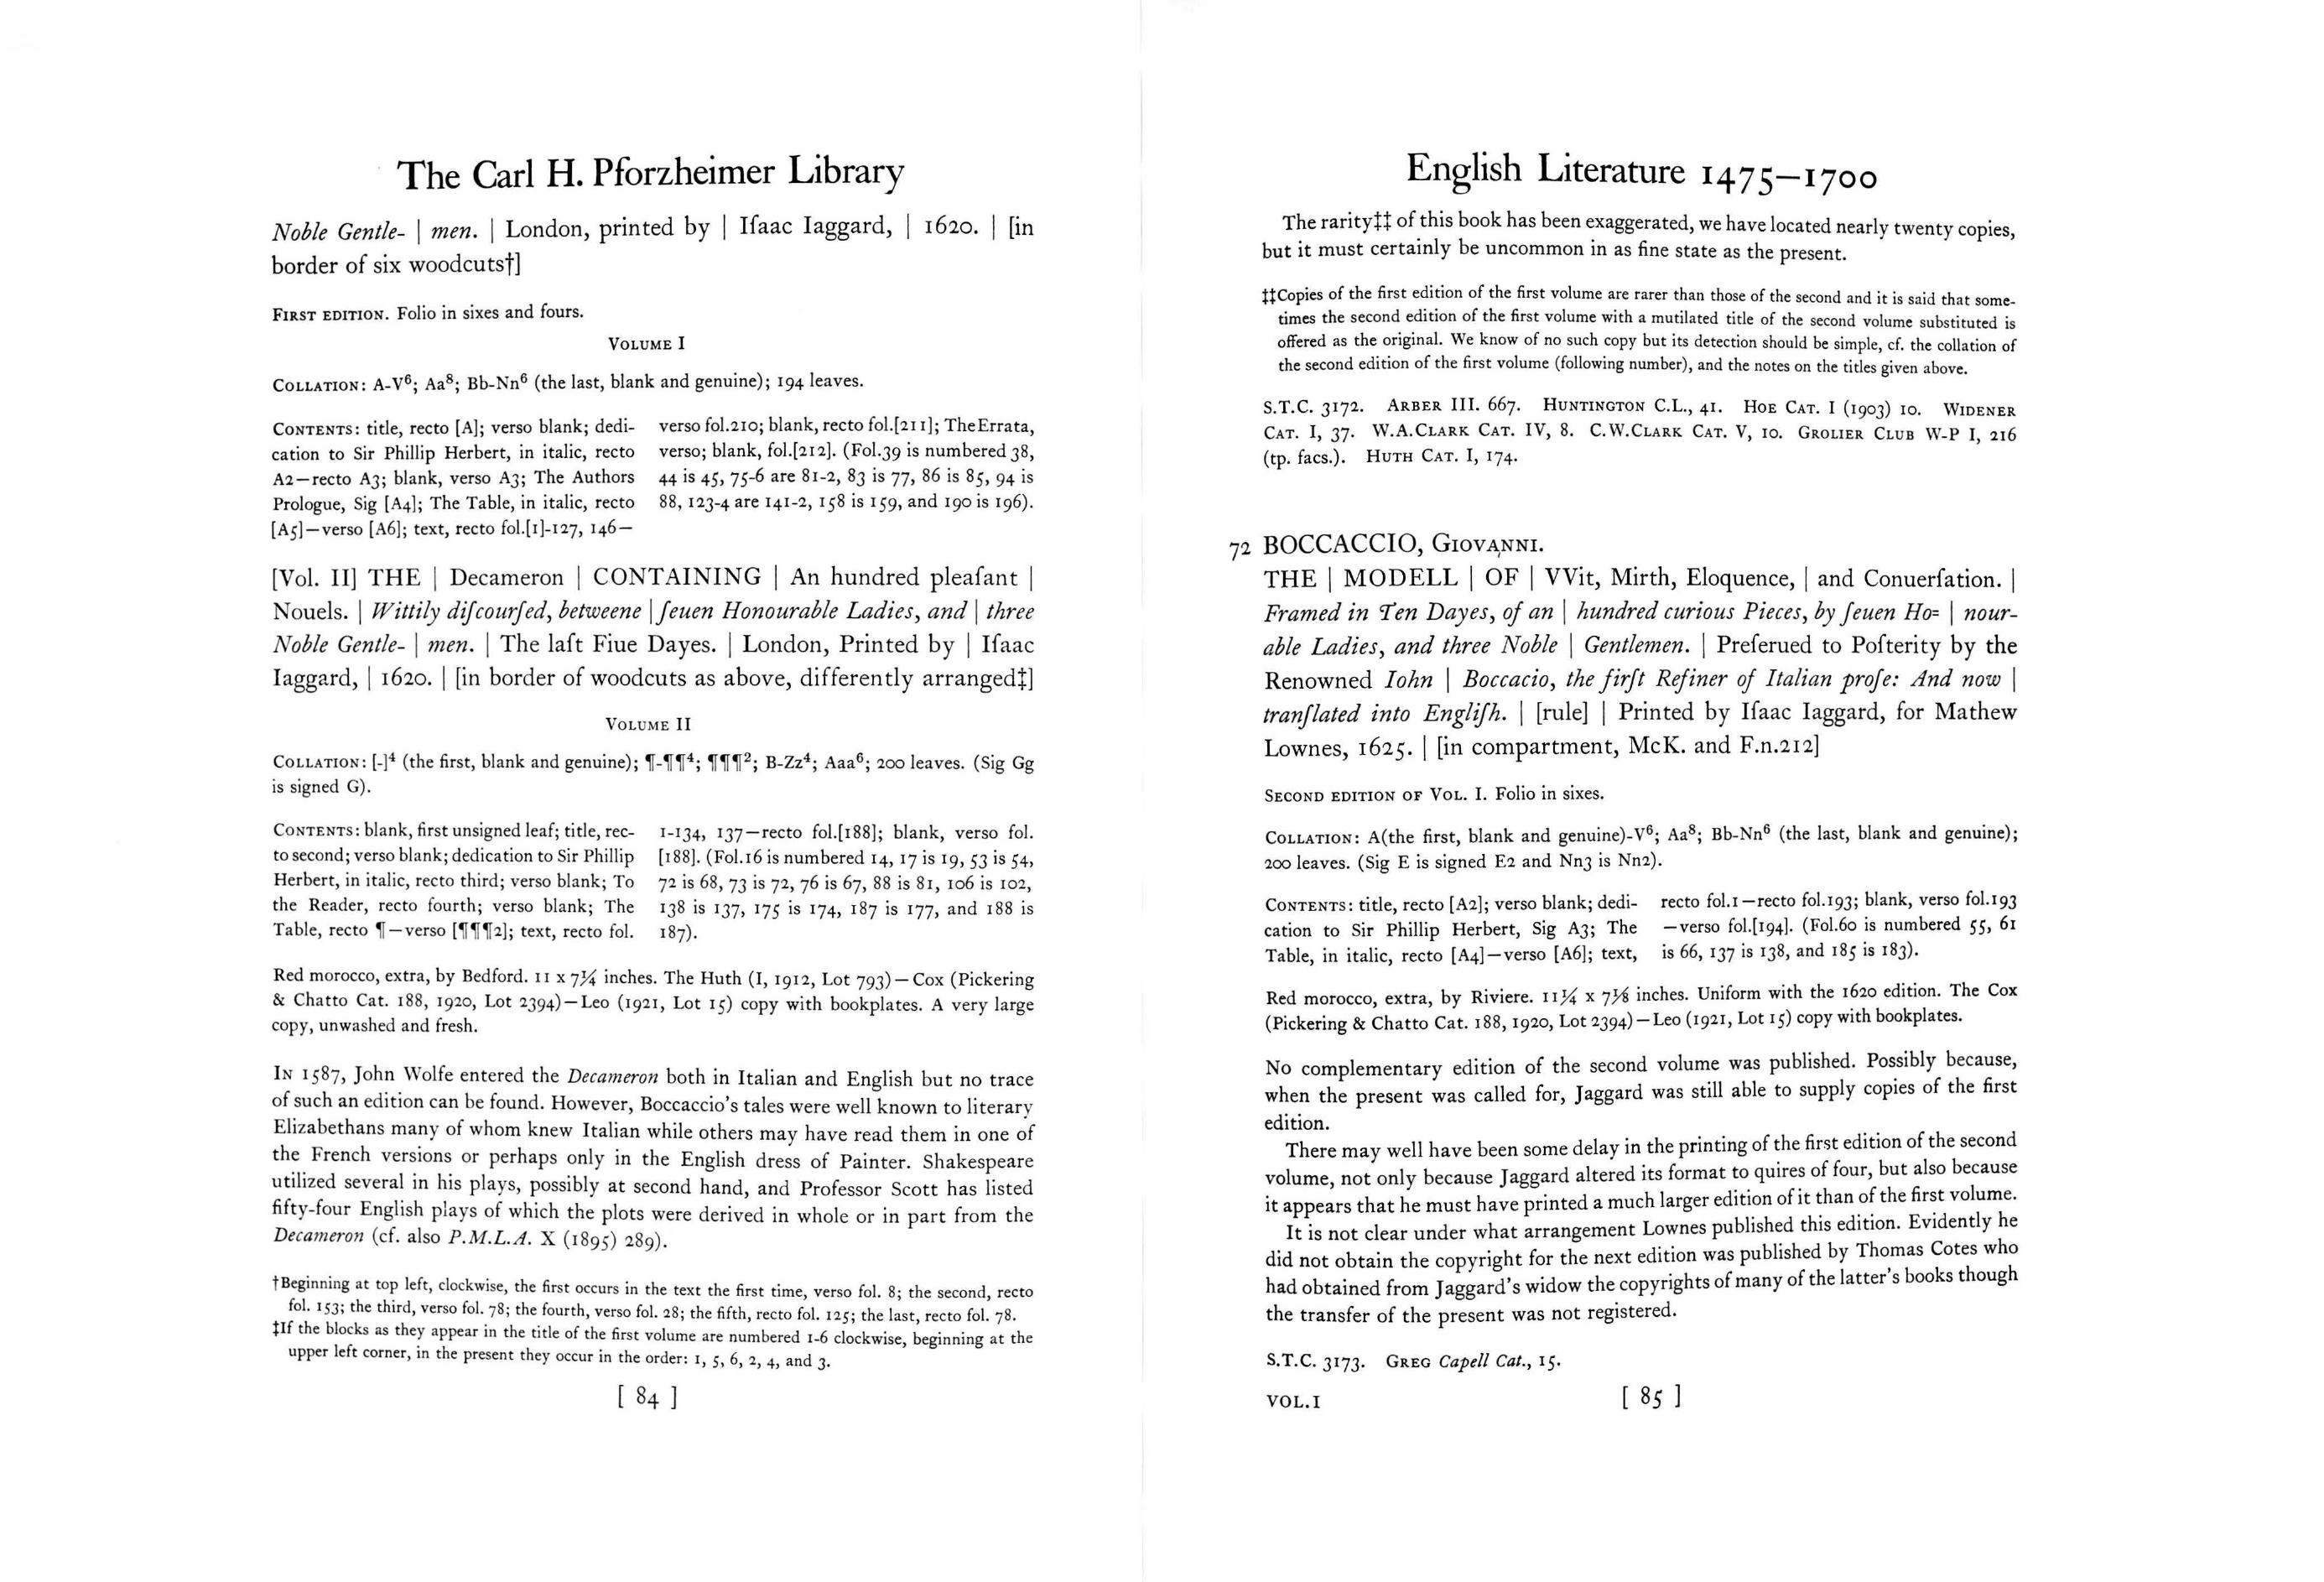 The Carl H. Pforzheimer Library
Noble Gentle- | men. | London, printed by | Iſaac Iaggard, | 1620. | [in
border of six woodcuts†]
FIRST EDITION. Folio in sixes and fours.
VOLUME I
COLLATION: A-V⁶; Aa⁸; Bb-Nn⁶ (the last, blank and genuine); 194 leaves.
CONTENTS: title, recto [A]; verso blank; dedi-
cation to Sir Phillip Herbert, in italic, recto
A2—recto A3; blank, verso A3; The Authors
Prologue, Sig [A4]; The Table, in italic, recto
[A5]—verso [A6]; text, recto fol.[1]-127, 146—
verso fol.210; blank, recto fol.[211]; The Errata,
verso; blank, fol.[212]. (Fol.39 is numbered 38,
44 is 45, 75-6 are 81-2, 83 is 77, 86 is 85, 94 is
88, 123-4 are 141-2, 158 is 159, and 190 is 196).
[Vol. II] THE | Decameron | CONTAINING | An hundred pleaſant |
Nouels. | Wittily diſcourſed, betweene | ſeuen Honourable Ladies, and | three
Noble Gentle- | men. | The laſt Fiue Dayes. | London, Printed by | Iſaac
Iaggard, | 1620. | [in border of woodcuts as above, differently arranged‡]
VOLUME II
COLLATION: [-]⁴ (the first, blank and genuine); ¶-¶¶⁴; ¶¶¶²; B-Zz⁴; Aaa⁶; 200 leaves. (Sig Gg
is signed G).
CONTENTS: blank, first unsigned leaf; title, rec-
to second; verso blank; dedication to Sir Phillip
Herbert, in italic, recto third; verso blank; To
the Reader, recto fourth; verso blank; The
Table, recto ¶—verso [¶¶¶2]; text, recto fol.
1-134, 137—recto fol.[188]; blank, verso fol.
[188]. (Fol.16 is numbered 14, 17 is 19, 53 is 54,
72 is 68, 73 is 72, 76 is 67, 88 is 81, 106 is 102,
138 is 137, 175 is 174, 187 is 177, and 188 is
187).
Red morocco, extra, by Bedford. 11 x 7¼ inches. The Huth (I, 1912, Lot 793)—Cox (Pickering
& Chatto Cat. 188, 1920, Lot 2394)—Leo (1921, Lot 15) copy with bookplates. A very large
copy, unwashed and fresh.
IN 1587, John Wolfe entered the Decameron both in Italian and English but no trace
of such an edition can be found. However, Boccaccio's tales were well known to literary
Elizabethans many of whom knew Italian while others may have read them in one of
the French versions or perhaps only in the English dress of Painter. Shakespeare
utilized several in his plays, possibly at second hand, and Professor Scott has listed
fifty-four English plays of which the plots were derived in whole or in part from the
Decameron (cf. also P.M.L.A. X (1895) 289).
†Beginning at top left, clockwise, the first occurs in the text the first time, verso fol. 8; the second, recto
fol. 153; the third, verso fol. 78; the fourth, verso fol. 28; the fifth, recto fol. 125; the last, recto fol. 78.
‡If the blocks as they appear in the title of the first volume are numbered 1-6 clockwise, beginning at the
upper left corner, in the present they occur in the order: 1, 5, 6, 2, 4, and 3.
[ 84 ]
English Literature 1475—1700
The rarity‡‡ of this book has been exaggerated, we have located nearly twenty copies,
but it must certainly be uncommon in as fine state as the present.
‡‡Copies of the first edition of the first volume are rarer than those of the second and it is said that some-
times the second edition of the first volume with a mutilated title of the second volume substituted is
offered as the original. We know of no such copy but its detection should be simple, cf. the collation of
the second edition of the first volume (following number), and the notes on the titles given above.
S.T.C. 3172. ARBER III. 667. HUNTINGTON C.L., 41. HOE CAT. I (1903) 10. WIDENER
CAT. I, 37. W.A.CLARK CAT. IV, 8. C.W.CLARK CAT. V, 10. GROLIER CLUB W-P I, 216
(tp. facs.). HUTH CAT. I, 174.
72 BOCCACCIO, GIOVANNI.
THE | MODELL | OF | VVit, Mirth, Eloquence, | and Conuerſation. |
Framed in Ten Dayes, of an | hundred curious Pieces, by ſeuen Ho= | nour-
able Ladies, and three Noble | Gentlemen. | Preſerued to Poſterity by the
Renowned Iohn | Boccacio, the firſt Refiner of Italian proſe: And now |
tranſlated into Engliſh. | [rule] | Printed by Iſaac Iaggard, for Mathew
Lownes, 1625. | [in compartment, McK. and F.n.212]
SECOND EDITION OF VOL. I. Folio in sixes.
COLLATION: A(the first, blank and genuine)-V⁶; Aa⁸; Bb-Nn⁶ (the last, blank and genuine);
200 leaves. (Sig E is signed E2 and Nn3 is Nn2).
CONTENTS: title, recto [A2]; verso blank; dedi-
cation to Sir Phillip Herbert, Sig A3; The
Table, in italic, recto [A4]—verso [A6]; text,
recto fol.1—recto fol.193; blank, verso fol.193
—verso fol.[194]. (Fol.60 is numbered 55, 61
is 66, 137 is 138, and 185 is 183).
Red morocco, extra, by Riviere. 11¼ x 7⅛ inches. Uniform with the 1620 edition. The Cox
(Pickering & Chatto Cat. 188, 1920, Lot 2394)—Leo (1921, Lot 15) copy with bookplates.
No complementary edition of the second volume was published. Possibly because,
when the present was called for, Jaggard was still able to supply copies of the first
edition.
There may well have been some delay in the printing of the first edition of the second
volume, not only because Jaggard altered its format to quires of four, but also because
it appears that he must have printed a much larger edition of it than of the first volume.
It is not clear under what arrangement Lownes published this edition. Evidently he
did not obtain the copyright for the next edition was published by Thomas Cotes who
had obtained from Jaggard's widow the copyrights of many of the latter's books though
the transfer of the present was not registered.
S.T.C. 3173. GREG Capell Cat., 15.
VOL.I
[ 85 ]